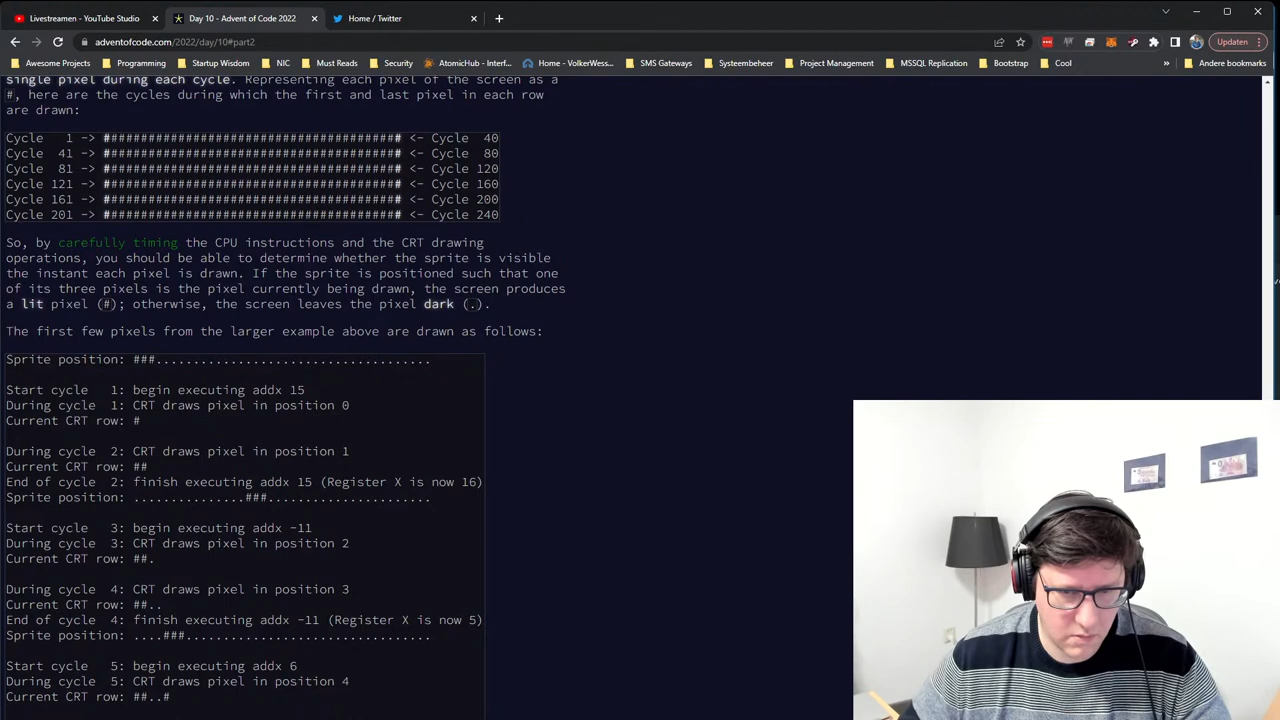 Livestreamen - YouTube Studio
Day 10 - Advent of Code 2022
Home / Twitter
adventofcode.com/2022/day/10#part2
Updaten
Awesome Projects
Programming
Startup Wisdom
NIC
Must Reads
Security
AtomicHub - Interf...
Home - VolkerWess...
SMS Gateways
Systeembeheer
Project Management
MSSQL Replication
Bootstrap
Cool
»
Andere bookmarks
single pixel during each cycle. Representing each pixel of the screen as a
#, here are the cycles during which the first and last pixel in each row
are drawn:
Cycle   1 -> ######################################## <- Cycle  40
Cycle  41 -> ######################################## <- Cycle  80
Cycle  81 -> ######################################## <- Cycle 120
Cycle 121 -> ######################################## <- Cycle 160
Cycle 161 -> ######################################## <- Cycle 200
Cycle 201 -> ######################################## <- Cycle 240
So, by carefully timing the CPU instructions and the CRT drawing
operations, you should be able to determine whether the sprite is visible
the instant each pixel is drawn. If the sprite is positioned such that one
of its three pixels is the pixel currently being drawn, the screen produces
a lit pixel (#); otherwise, the screen leaves the pixel dark (.).
The first few pixels from the larger example above are drawn as follows:
Sprite position: ###.....................................
Start cycle   1: begin executing addx 15
During cycle  1: CRT draws pixel in position 0
Current CRT row: #
During cycle  2: CRT draws pixel in position 1
Current CRT row: ##
End of cycle  2: finish executing addx 15 (Register X is now 16)
Sprite position: ...............###......................
Start cycle   3: begin executing addx -11
During cycle  3: CRT draws pixel in position 2
Current CRT row: ##.
During cycle  4: CRT draws pixel in position 3
Current CRT row: ##..
End of cycle  4: finish executing addx -11 (Register X is now 5)
Sprite position: ....###.................................
Start cycle   5: begin executing addx 6
During cycle  5: CRT draws pixel in position 4
Current CRT row: ##..#